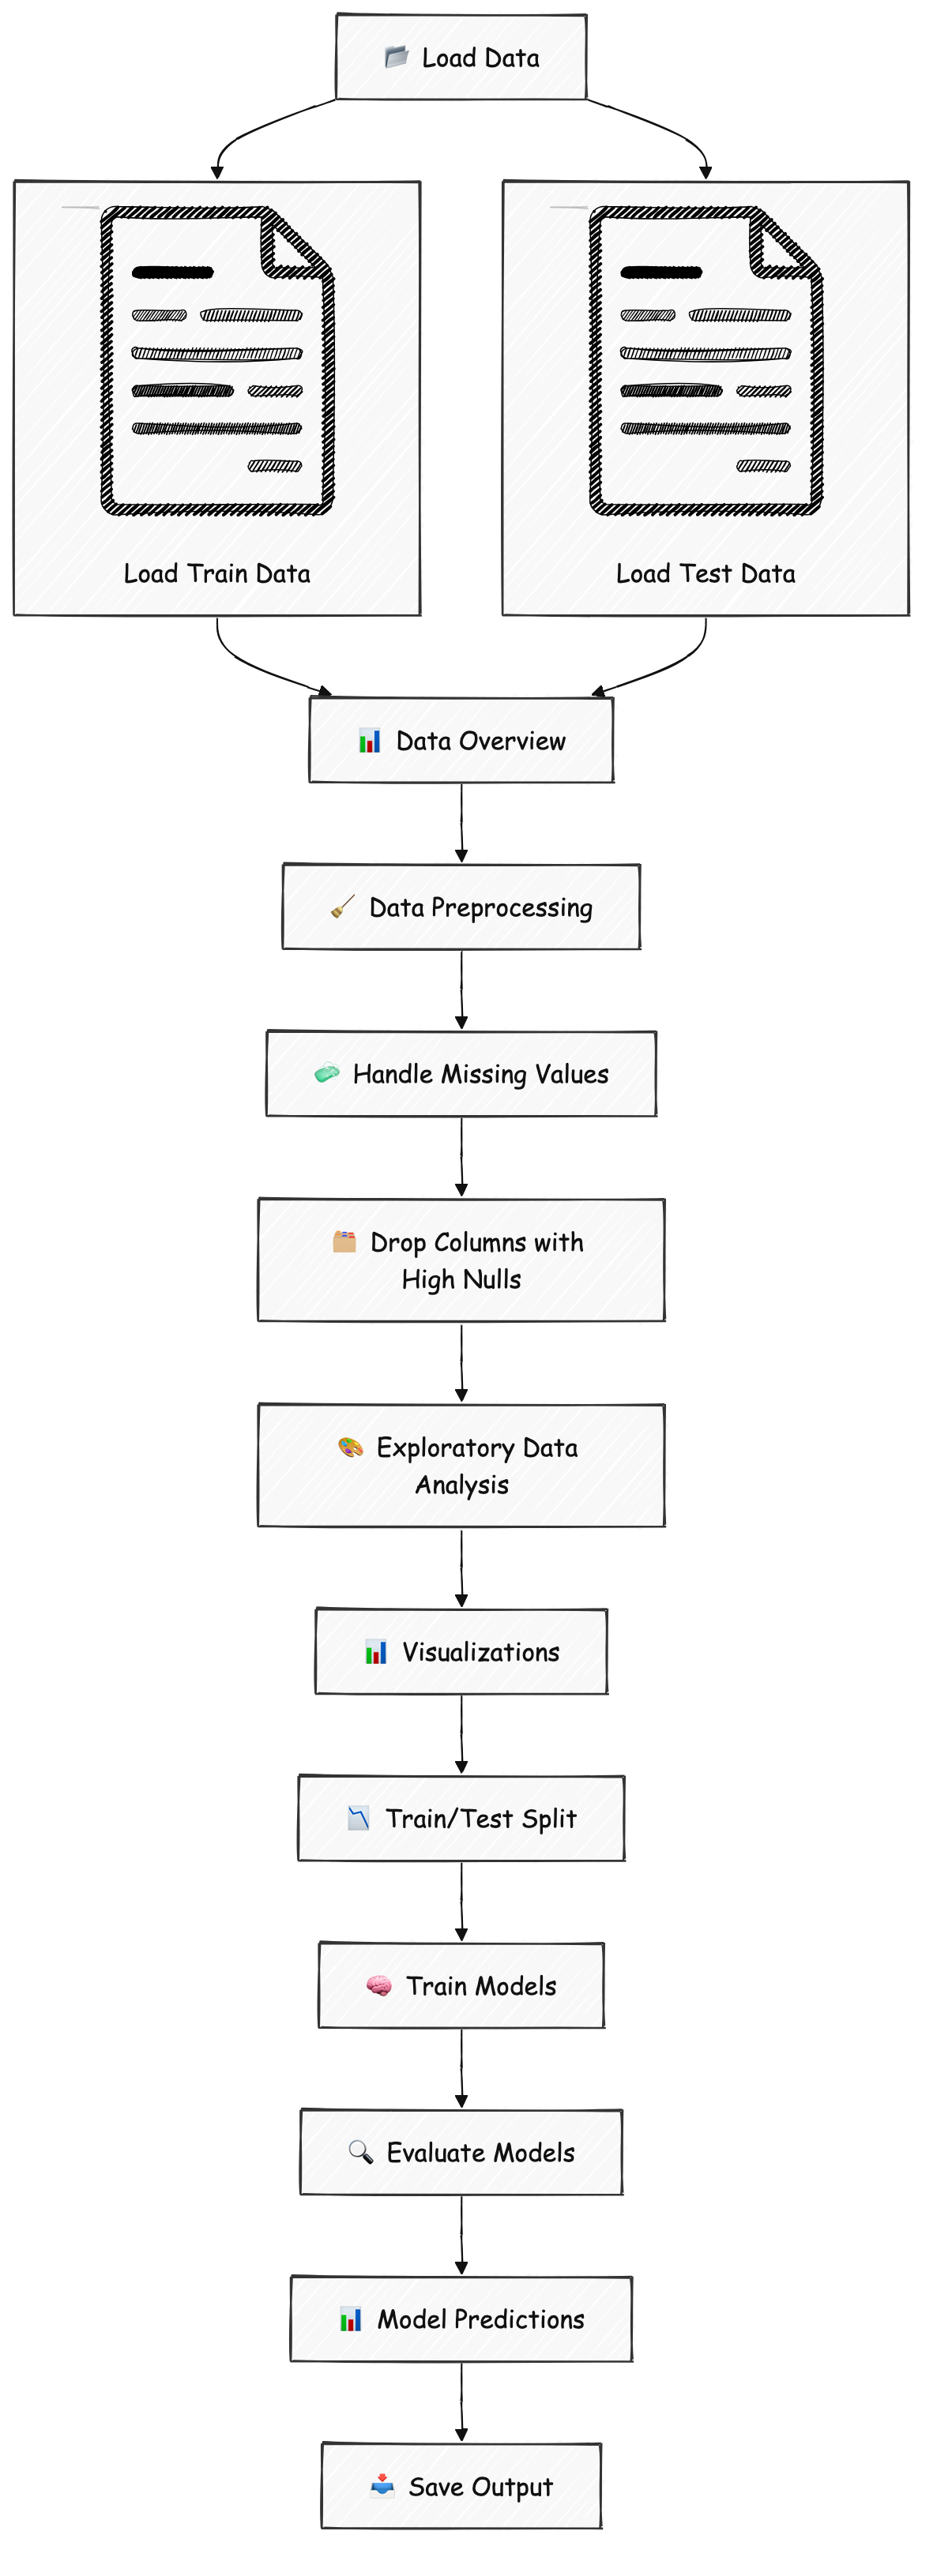 Load Data
Load Train Data
Load Test Data
Data Overview
Data Preprocessing
Handle Missing Values
Drop Columns with
High Nulls
Exploratory Data
Analysis
Visualizations
Train/Test Split
Train Models
Evaluate Models
Model Predictions
Save Output